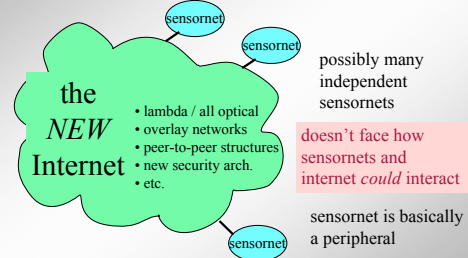 sensornet
sensornet
the
NEW
Internet
• lambda / all optical
• overlay networks
• peer-to-peer structures
• new security arch.
• etc.
possibly many
independent
sensornets
doesn't face how
sensornets and
internet could interact
sensornet is basically
a peripheral
sensornet